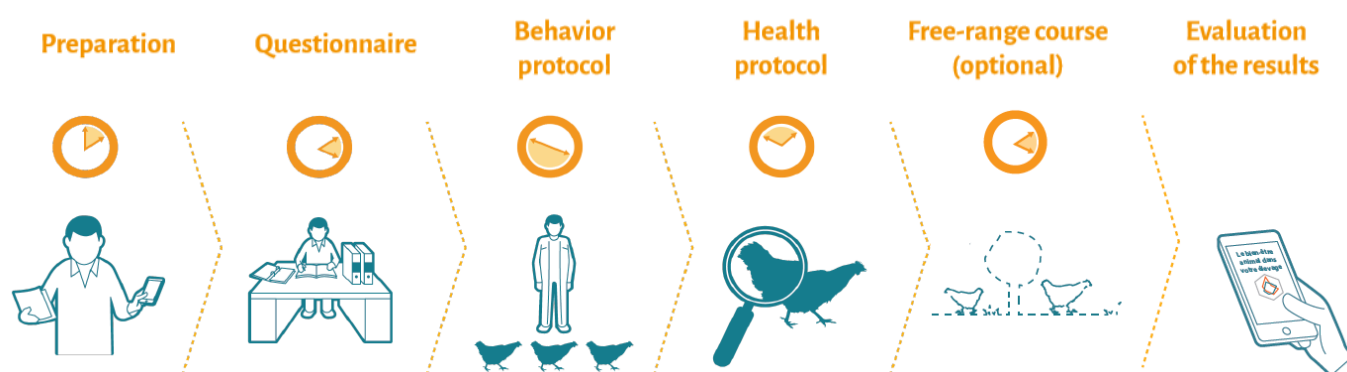 Preparation
Questionnaire
Behavior
protocol
Health
protocol
Free-range course
(optional)
Evaluation
of the results
Le bien-être
animal dans
votre élevage